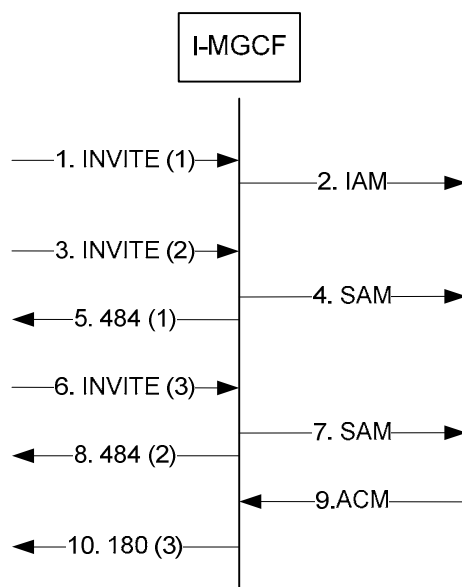 I-MGCF
1. INVITE (1)
2. IAM
3. INVITE (2)
4. SAM
5. 484 (1)
6. INVITE (3)
7. SAM
8. 484 (2)
9.ACM
10. 180 (3)